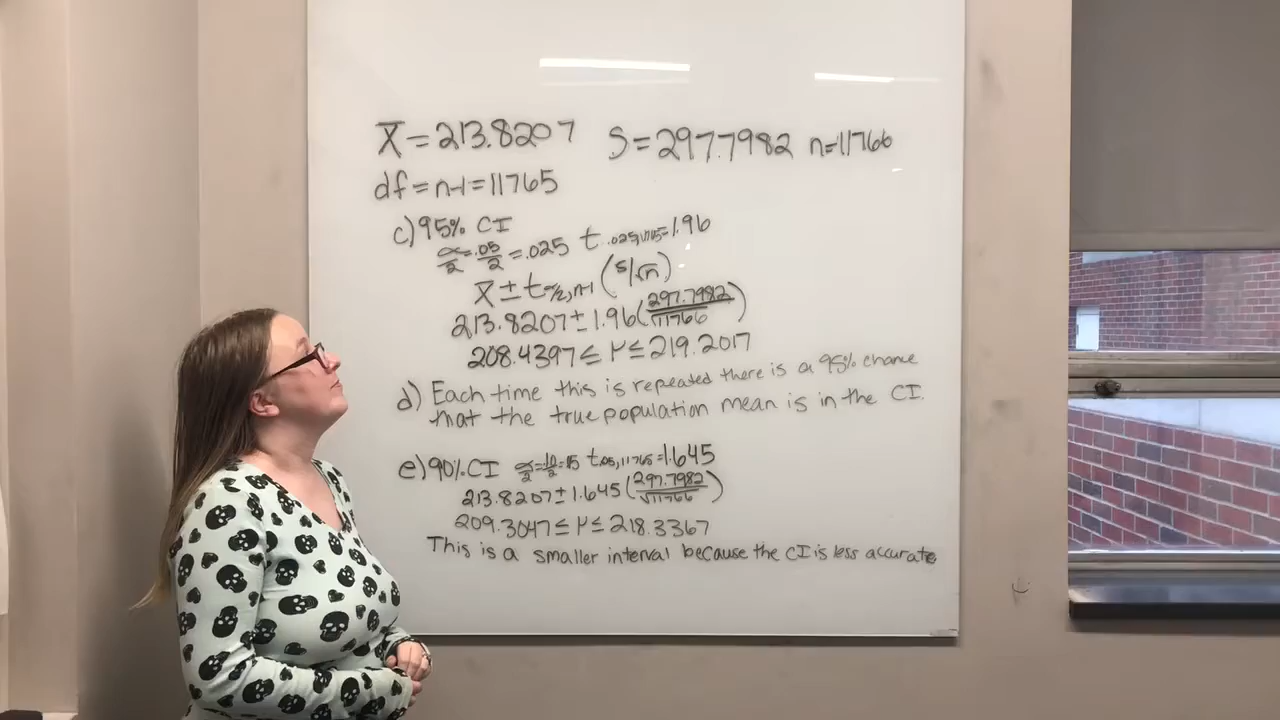 x̄ = 213.8207 S = 297.7982 n=11766
df = n-1 = 11765
c) 95% CI
α/2 = .05/2 = .025 t .025,11765 = 1.96
x̄ ± t α/2, n-1 (s/√n)
213.8207 ± 1.96 (297.7982/√11766)
208.4397 ≤ μ ≤ 219.2017
d) Each time this is repeated there is a 95% chance
that the true population mean is in the CI.
e) 90% CI α/2 = .10/2 = .05 t .05, 11765 = 1.645
213.8207 ± 1.645 (297.7982/√11766)
209.3047 ≤ μ ≤ 218.3367
This is a smaller interval because the CI is less accurate